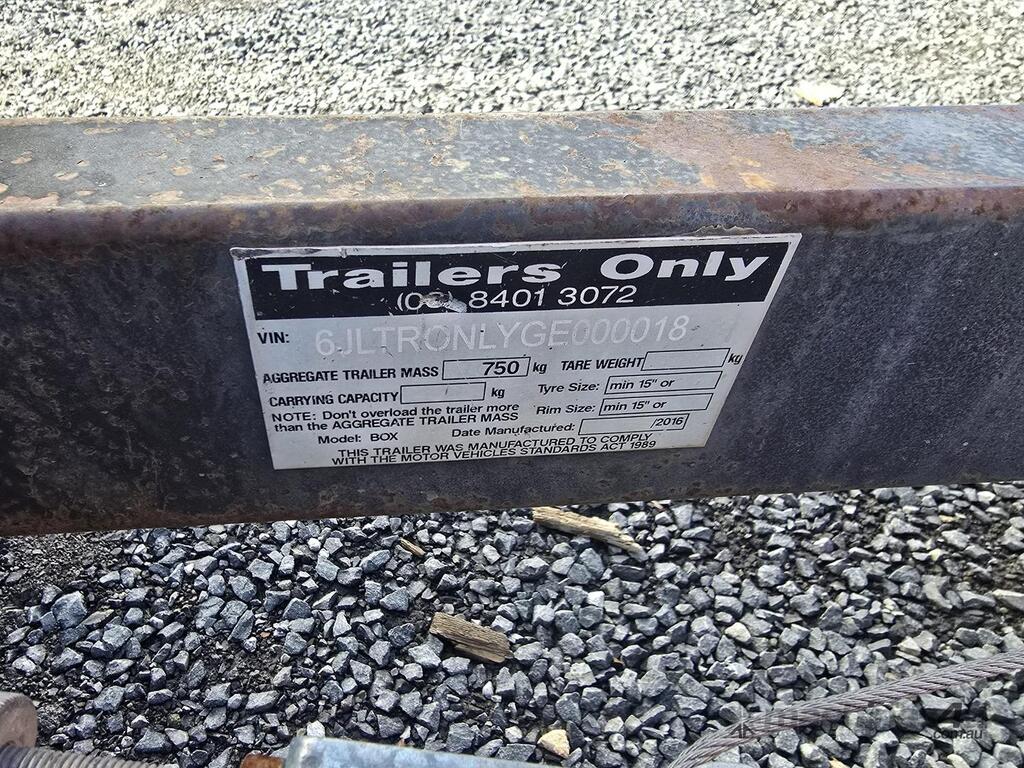 Trailers Only
8401 3072
VIN: 6JLTRONLYGE000018
AGGREGATE TRAILER MASS 750 kg TARE WEIGHT kg
CARRYING CAPACITY kg Tyre Size: min 15" or
NOTE: Don't overload the trailer more Rim Size: min 15" or
than the AGGREGATE TRAILER MASS
Model: BOX Date Manufactured: /2016
THIS TRAILER WAS MANUFACTURED TO COMPLY
WITH THE MOTOR VEHICLES STANDARDS ACT 1989